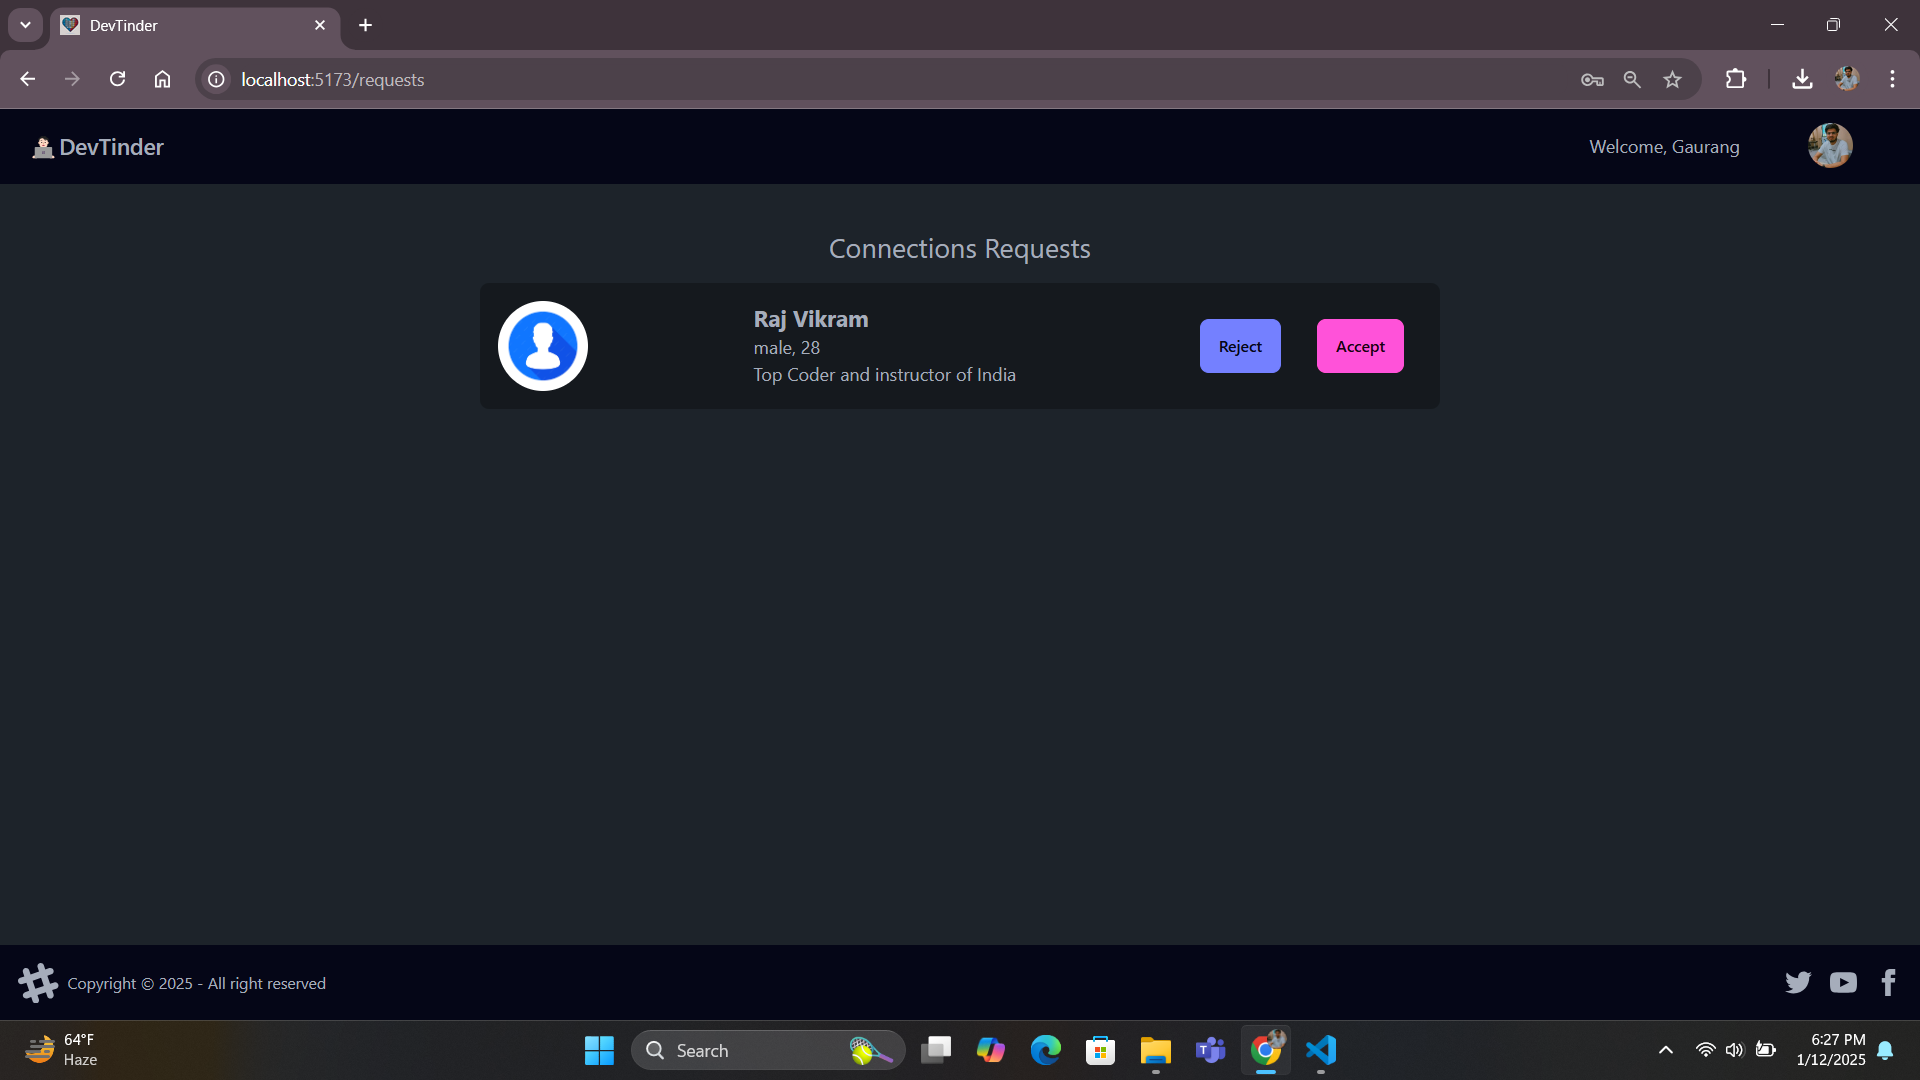 DevTinder
localhost:5173/requests
DevTinder
Welcome, Gaurang
Connections Requests
Raj Vikram
male, 28
Top Coder and instructor of India
Reject
Accept
Copyright © 2025 - All right reserved
64°F
Haze
Search
6:27 PM
1/12/2025